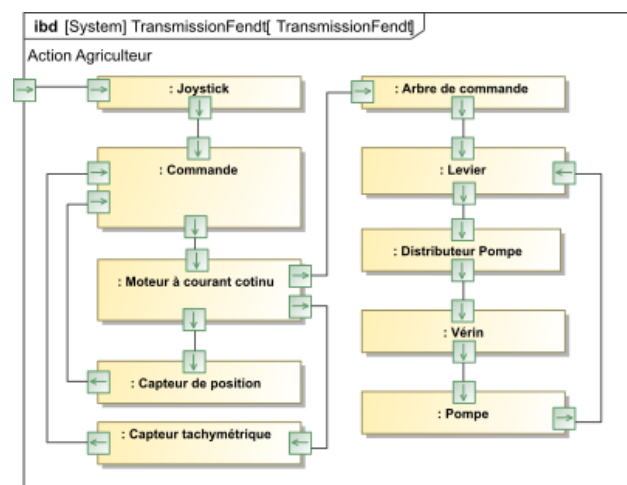 ibd [System] TransmissionFendt[ TransmissionFendt]
Action Agriculteur
: Joystick
: Commande
: Moteur à courant cotinu
: Capteur de position
: Capteur tachymétrique
: Arbre de commande
: Levier
: Distributeur Pompe
: Vérin
: Pompe